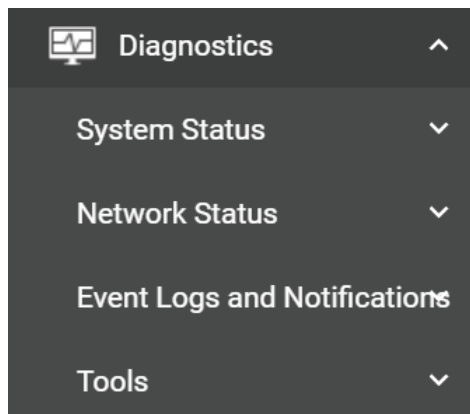 Diagnostics
System Status
Network Status
Event Logs and Notifications
Tools